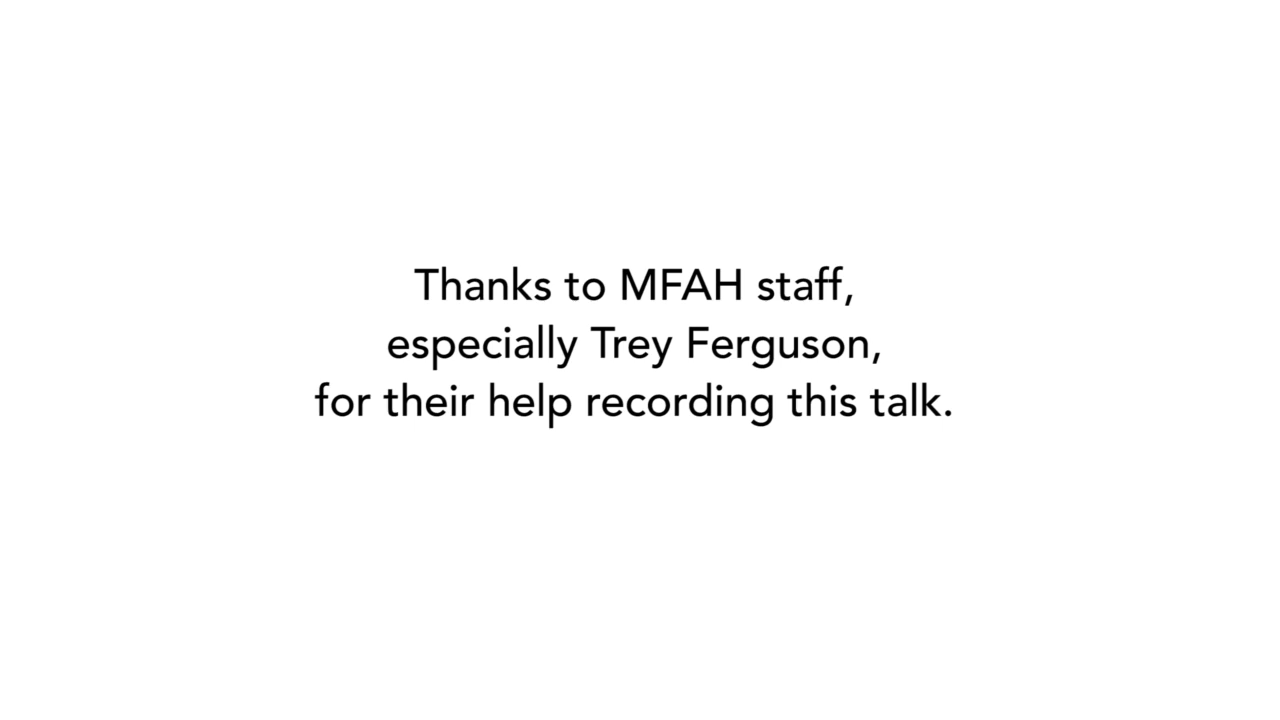 Thanks to MFAH staff,
especially Trey Ferguson,
for their help recording this talk.